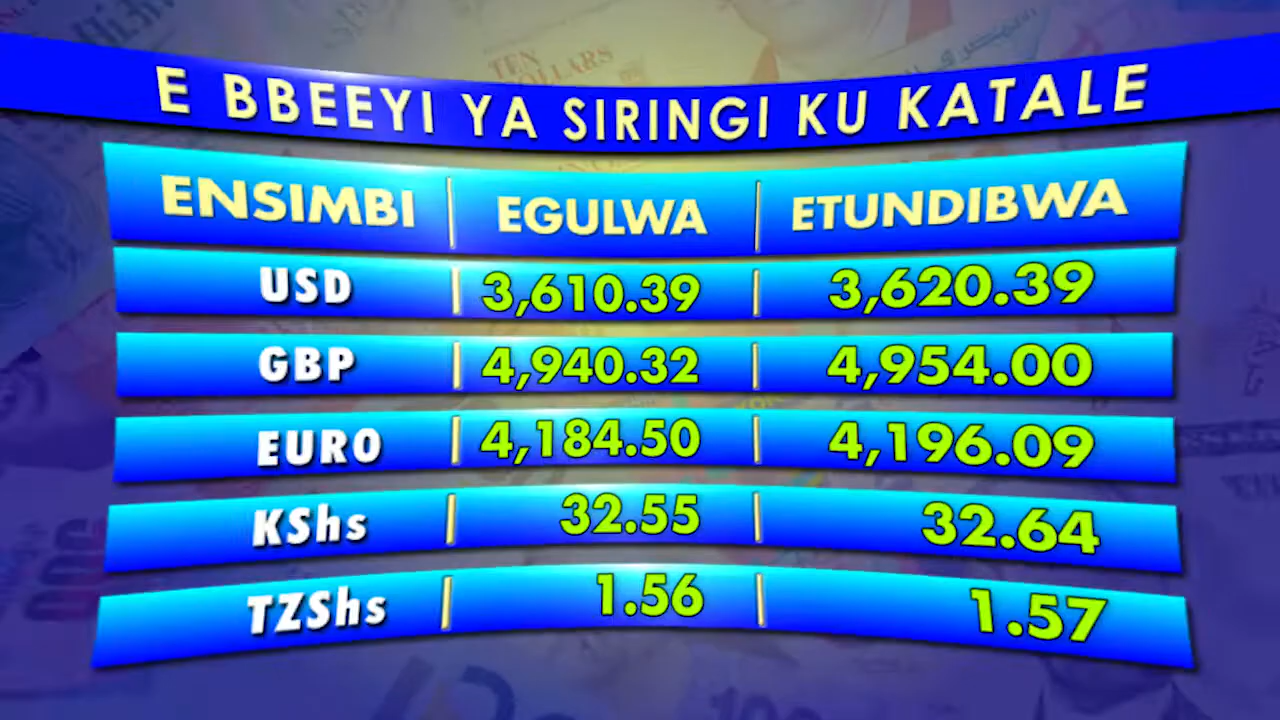 TEN
DOLLARS
E BBEEYI YA SIRINGI KU KATALE
ENSIMBI EGULWA ETUNDIBWA
USD 3,610.39 3,620.39
GBP 4,940.32 4,954.00
EURO 4,184.50 4,196.09
KShs 32.55 32.64
TZShs 1.56 1.57